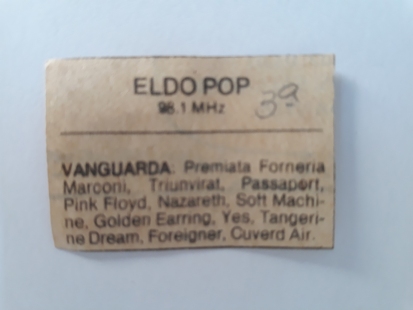 ELDO POP
98.1 MHz
3ª
VANGUARDA: Premiata Forneria
Marconi, Triunvirat, Passaport,
Pink Floyd, Nazareth, Soft Machi-
ne, Golden Earring, Yes, Tangeri-
ne Dream, Foreigner, Cuverd Air.